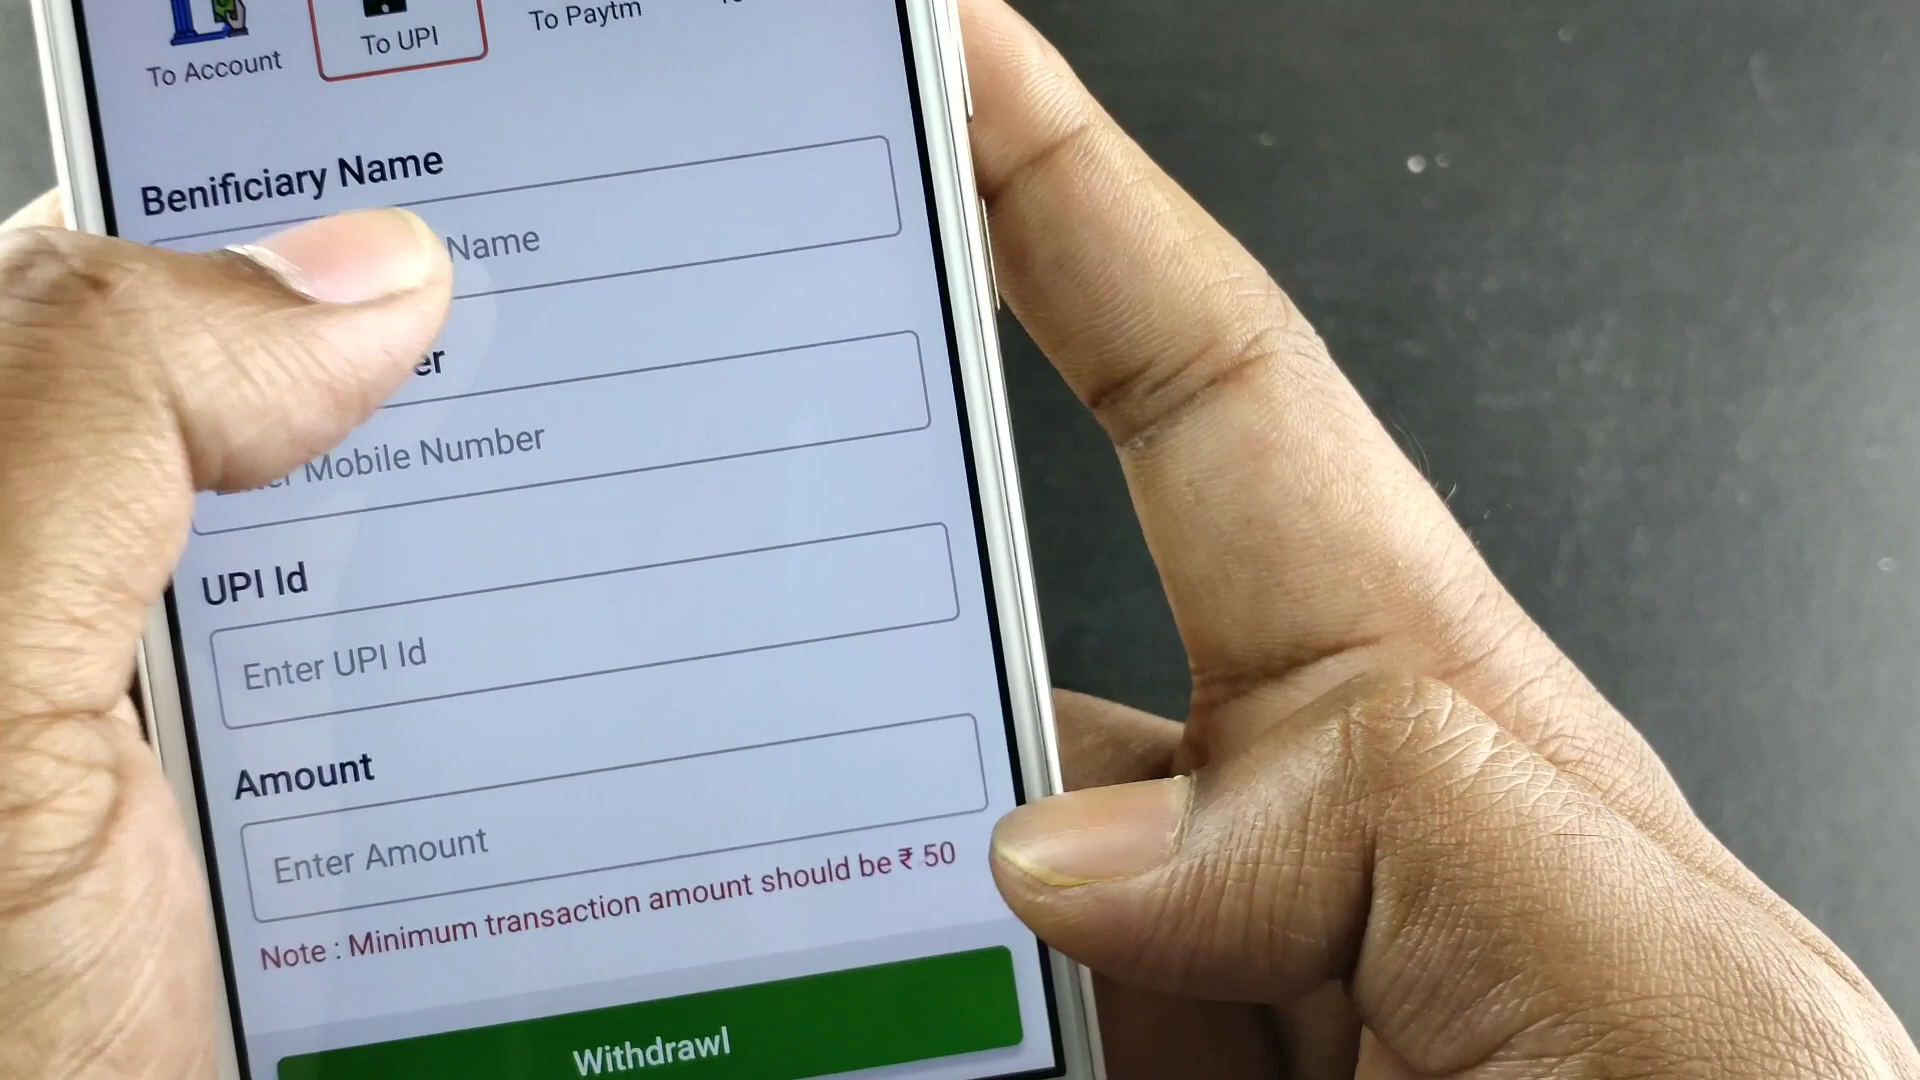 To Account
To UPI
To Paytm
Benificiary Name
Name
er
Mobile Number
UPI Id
Enter UPI Id
Amount
Enter Amount
Note : Minimum transaction amount should be ₹ 50
Withdrawl